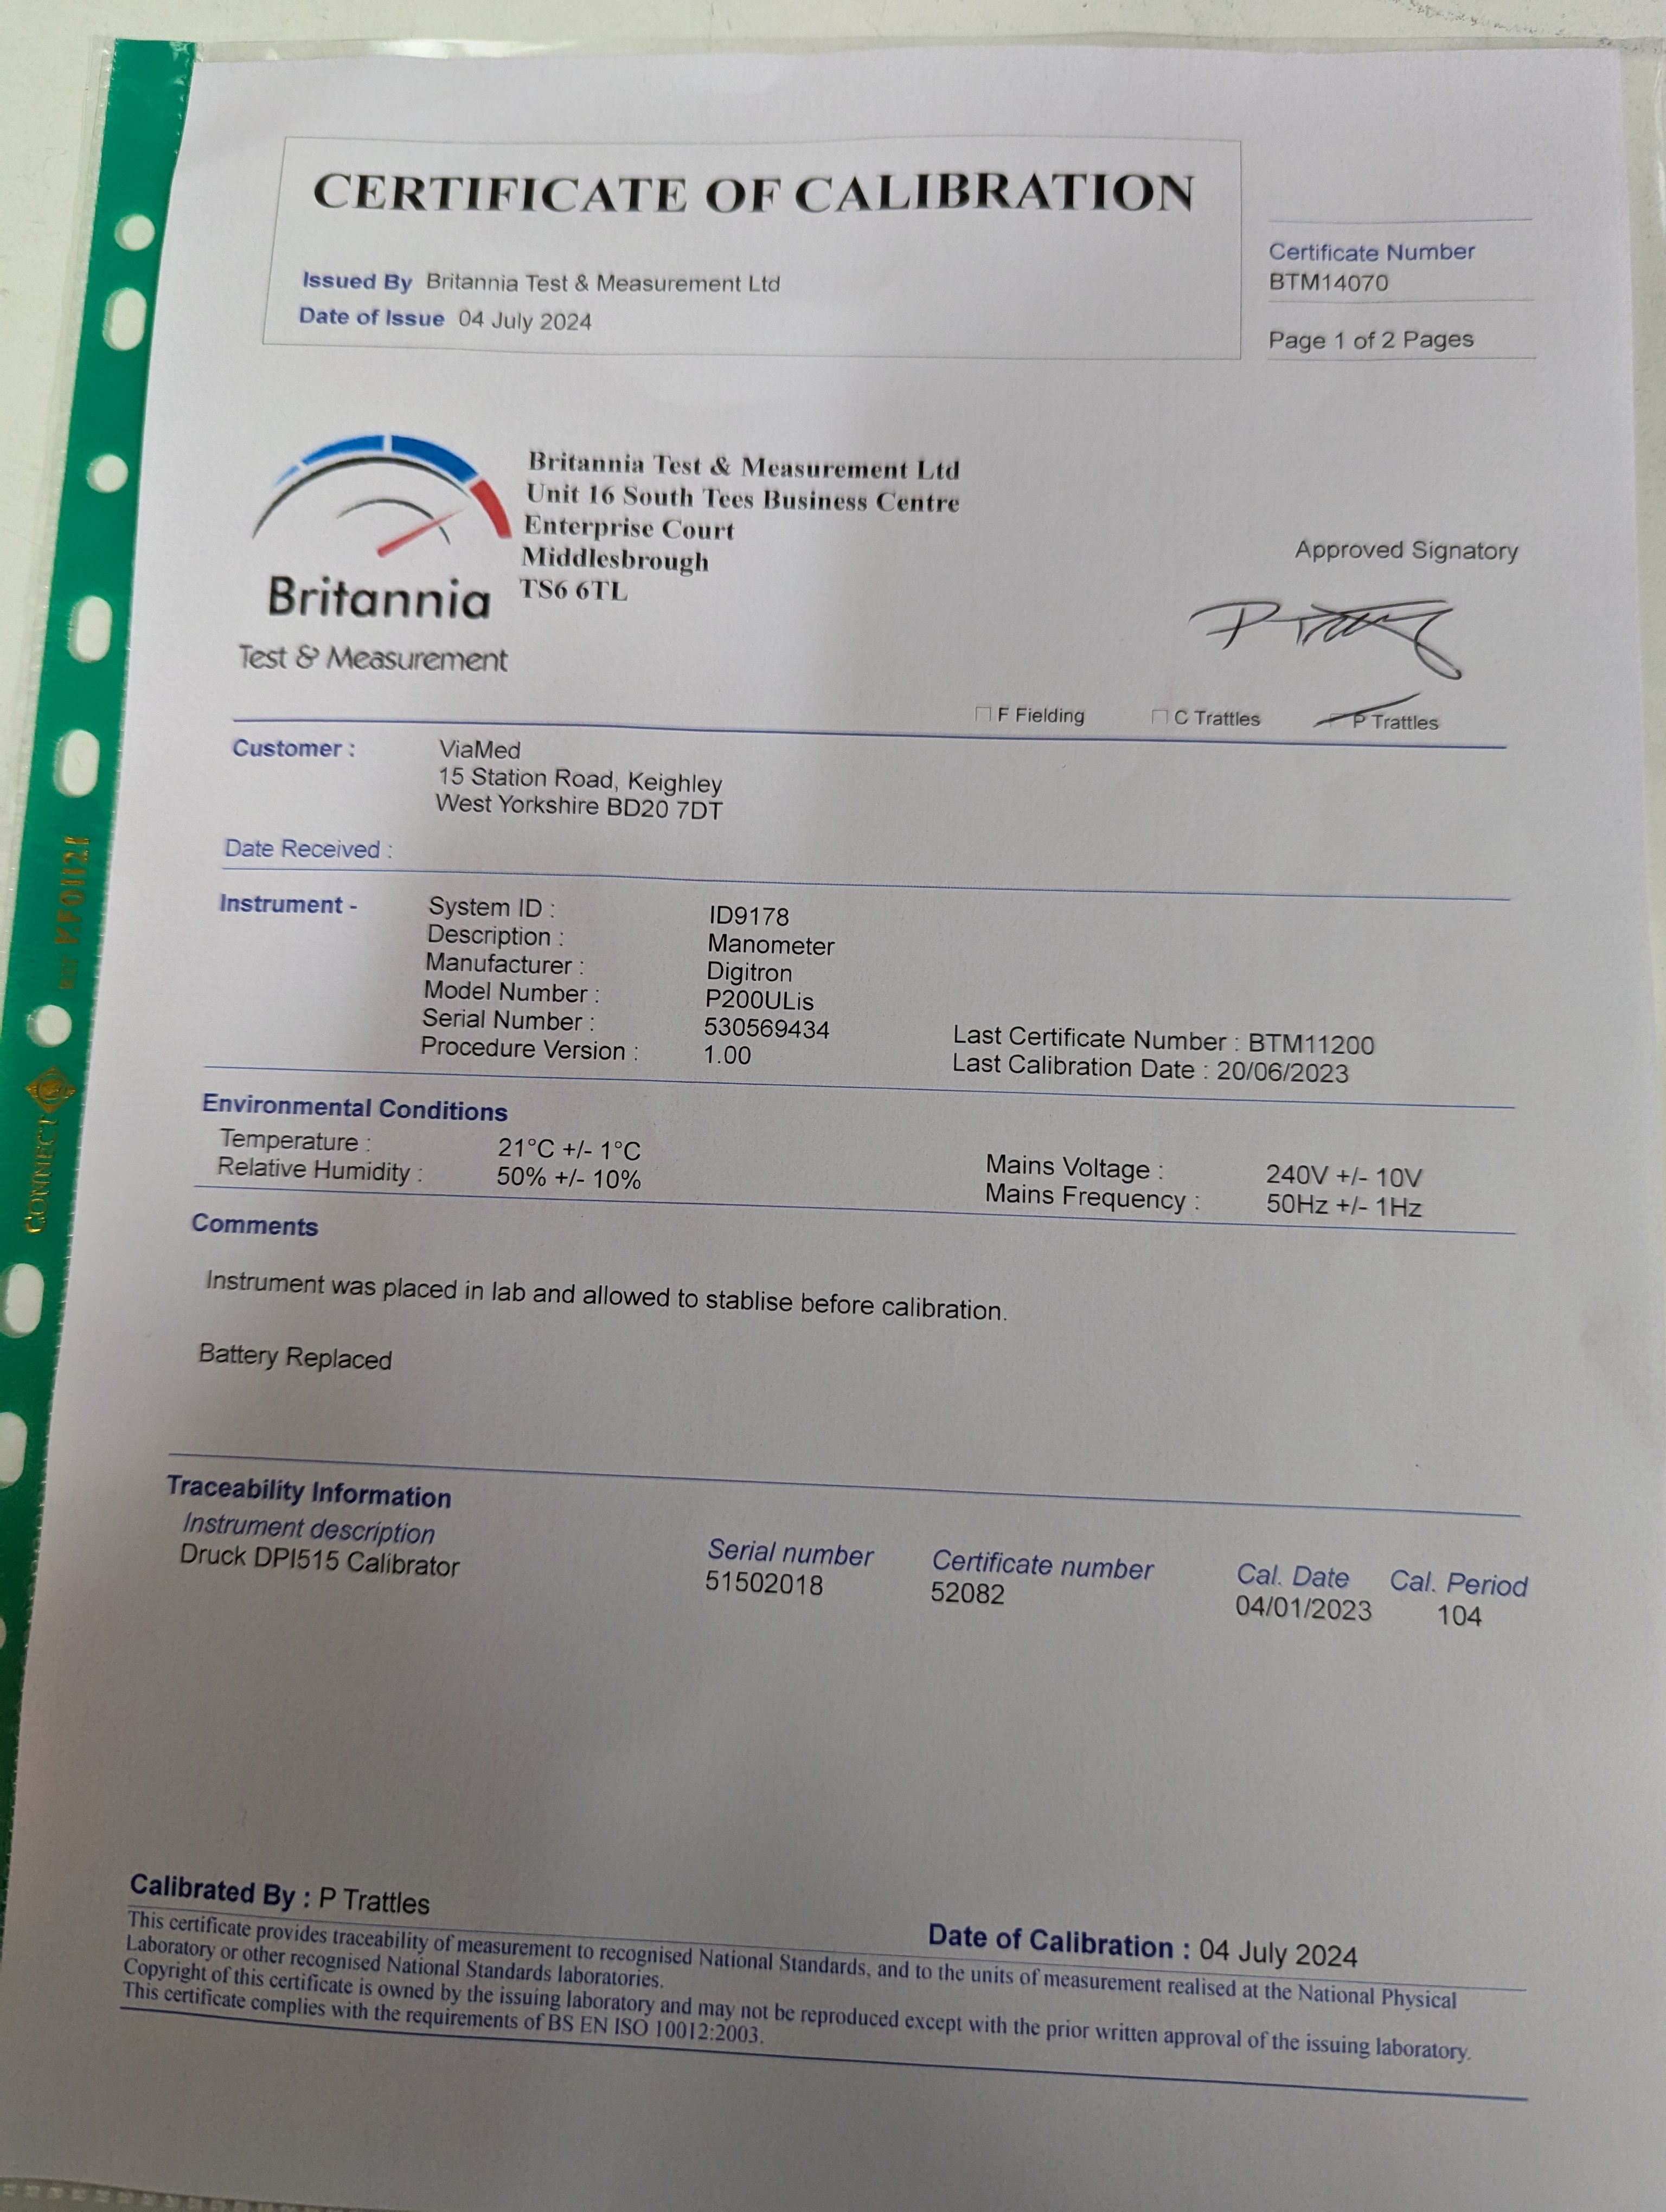 CERTIFICATE OF CALIBRATION
Issued By Britannia Test & Measurement Ltd
Date of Issue 04 July 2024
Certificate Number
BTM14070
Page 1 of 2 Pages
Britannia
Test & Measurement
Britannia Test & Measurement Ltd
Unit 16 South Tees Business Centre
Enterprise Court
Middlesbrough
TS6 6TL
Approved Signatory
F Fielding C Trattles P Trattles
Customer : ViaMed
15 Station Road, Keighley
West Yorkshire BD20 7DT
Date Received :
Instrument - System ID : ID9178
Description : Manometer
Manufacturer : Digitron
Model Number : P200ULis
Serial Number : 530569434 Last Certificate Number : BTM11200
Procedure Version : 1.00 Last Calibration Date : 20/06/2023
Environmental Conditions
Temperature : 21°C +/- 1°C Mains Voltage : 240V +/- 10V
Relative Humidity : 50% +/- 10% Mains Frequency : 50Hz +/- 1Hz
Comments
Instrument was placed in lab and allowed to stablise before calibration.
Battery Replaced
Traceability Information
Instrument description Serial number Certificate number Cal. Date Cal. Period
Druck DPI515 Calibrator 51502018 52082 04/01/2023 104
Calibrated By : P Trattles Date of Calibration : 04 July 2024
This certificate provides traceability of measurement to recognised National Standards, and to the units of measurement realised at the National Physical
Laboratory or other recognised National Standards laboratories.
Copyright of this certificate is owned by the issuing laboratory and may not be reproduced except with the prior written approval of the issuing laboratory.
This certificate complies with the requirements of BS EN ISO 10012:2003.
CONNECT